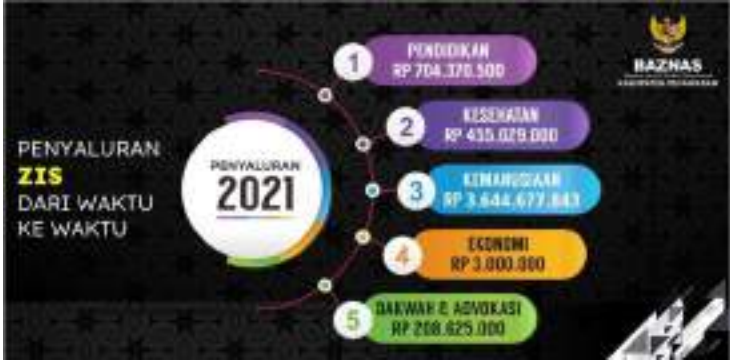 PENYALURAN
ZIS
DARI WAKTU
KE WAKTU
PENYALURAN
2021
1
PENDIDIKAN
RP 704.370.500
2
KESEHATAN
RP 455.029.000
3
KEMANUSIAAN
RP 3.644.677.843
4
EKONOMI
RP 3.000.000
5
DAKWAH & ADVOKASI
RP 208.625.000
BAZNAS
KABUPATEN